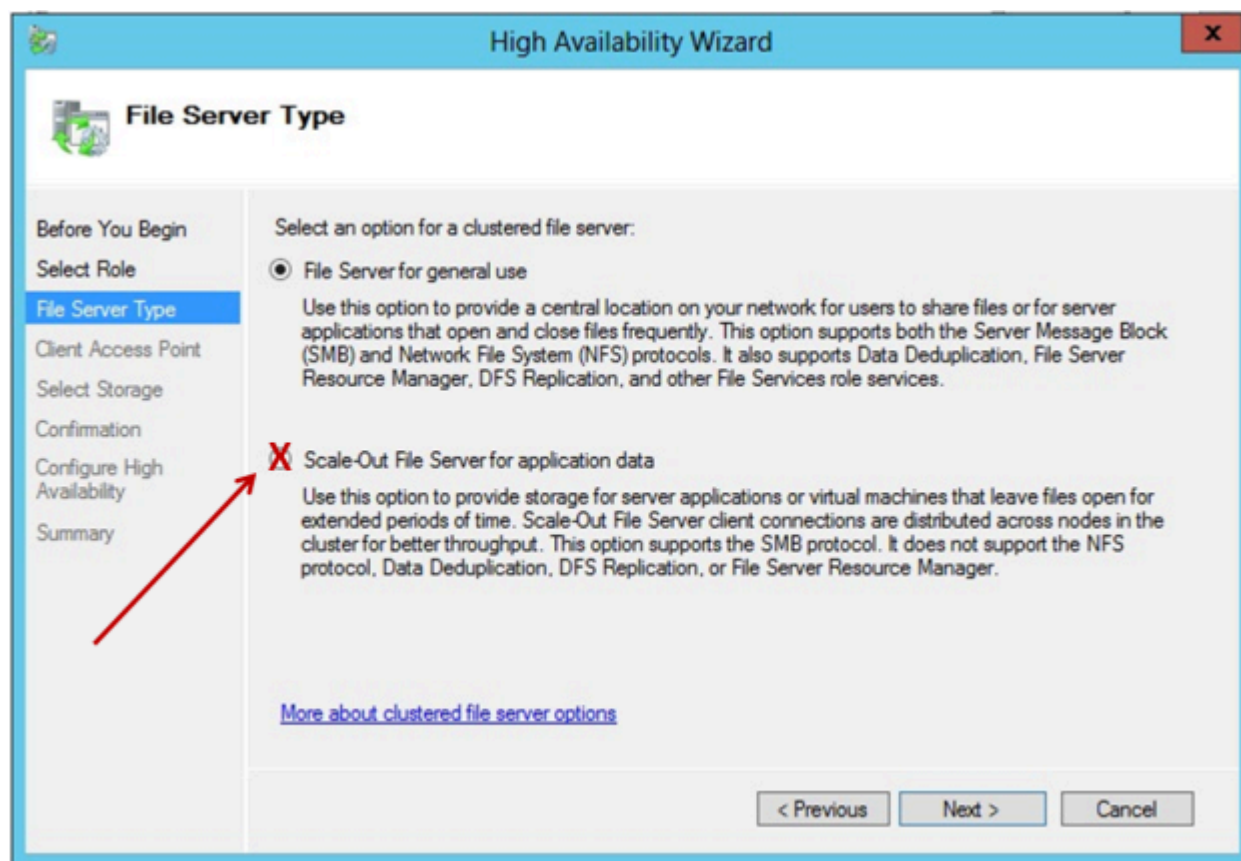 High Availability Wizard
x
File Server Type
Before You Begin
Select Role
File Server Type
Client Access Point
Select Storage
Confirmation
Configure High
Availability
Summary
Select an option for a clustered file server:
File Server for general use
Use this option to provide a central location on your network for users to share files or for server
applications that open and close files frequently. This option supports both the Server Message Block
(SMB) and Network File System (NFS) protocols. It also supports Data Deduplication, File Server
Resource Manager, DFS Replication, and other File Services role services.
X Scale-Out File Server for application data
Use this option to provide storage for server applications or virtual machines that leave files open for
extended periods of time. Scale-Out File Server client connections are distributed across nodes in the
cluster for better throughput. This option supports the SMB protocol. It does not support the NFS
protocol, Data Deduplication, DFS Replication, or File Server Resource Manager.
More about clustered file server options
< Previous Next > Cancel